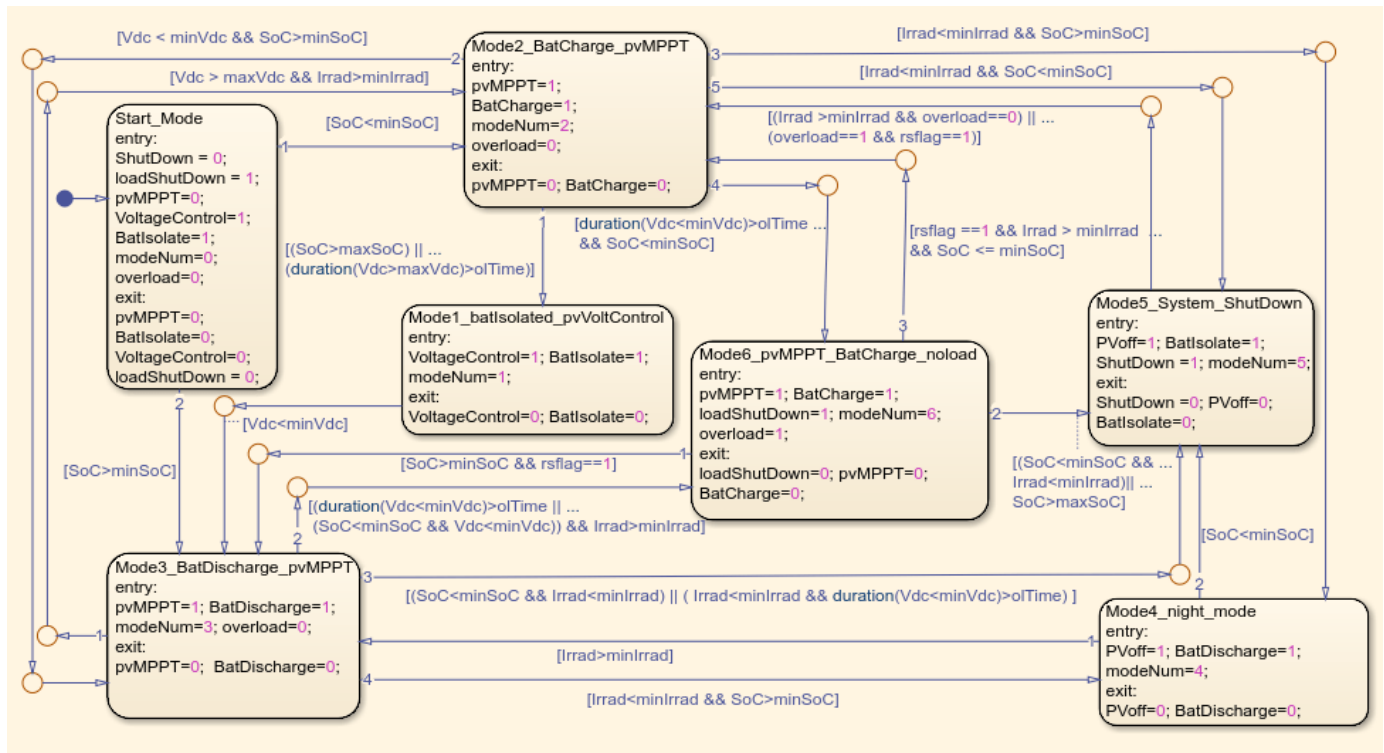 [Vdc < minVdc && SoC>minSoC]
2
[Vdc > maxVdc && Irrad>minIrrad]
Mode2_BatCharge_pvMPPT
entry:
pvMPPT=1;
BatCharge=1;
modeNum=2;
overload=0;
exit:
pvMPPT=0; BatCharge=0;
3
[Irrad<minIrrad && SoC>minSoC]
5
[Irrad<minIrrad && SoC<minSoC]
[(Irrad >minIrrad && overload==0) || ...
(overload==1 && rsflag==1)]
4
Start_Mode
entry:
ShutDown = 0;
loadShutDown = 1;
pvMPPT=0;
VoltageControl=1;
BatIsolate=1;
modeNum=0;
overload=0;
exit:
pvMPPT=0;
BatIsolate=0;
VoltageControl=0;
loadShutDown = 0;
1
[SoC<minSoC]
2
[SoC>minSoC]
1
[(SoC>maxSoC) || ...
(duration(Vdc>maxVdc)>olTime)]
[duration(Vdc<minVdc)>olTime ...
&& SoC<minSoC]
[rsflag ==1 && Irrad > minIrrad ...
&& SoC <= minSoC]
3
Mode1_batIsolated_pvVoltControl
entry:
VoltageControl=1; BatIsolate=1;
modeNum=1;
exit:
VoltageControl=0; BatIsolate=0;
[Vdc<minVdc]
Mode6_pvMPPT_BatCharge_noload
entry:
pvMPPT=1; BatCharge=1;
loadShutDown=1; modeNum=6;
overload=1;
exit:
loadShutDown=0; pvMPPT=0;
BatCharge=0;
2
Mode5_System_ShutDown
entry:
PVoff=1; BatIsolate=1;
ShutDown =1; modeNum=5;
exit:
ShutDown =0; PVoff=0;
BatIsolate=0;
1
[SoC>minSoC && rsflag==1]
[(SoC<minSoC && ...
Irrad<minIrrad)|| ...
SoC>maxSoC]
[(duration(Vdc<minVdc)>olTime || ...
(SoC<minSoC && Vdc<minVdc)) && Irrad>minIrrad]
2
[SoC<minSoC]
2
Mode3_BatDischarge_pvMPPT
entry:
pvMPPT=1; BatDischarge=1;
modeNum=3; overload=0;
exit:
pvMPPT=0; BatDischarge=0;
1
3
[(SoC<minSoC && Irrad<minIrrad) || ( Irrad<minIrrad && duration(Vdc<minVdc)>olTime) ]
1
[Irrad>minIrrad]
4
[Irrad<minIrrad && SoC>minSoC]
Mode4_night_mode
entry:
PVoff=1; BatDischarge=1;
modeNum=4;
exit:
PVoff=0; BatDischarge=0;